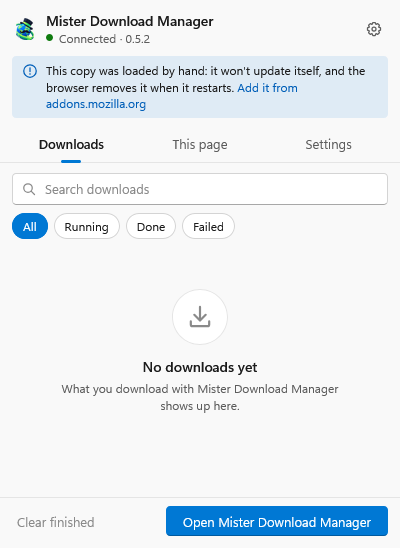 Mister Download Manager
Connected · 0.5.2
This copy was loaded by hand: it won't update itself, and the
browser removes it when it restarts. Add it from
addons.mozilla.org
Downloads
This page
Settings
Search downloads
All
Running
Done
Failed
No downloads yet
What you download with Mister Download Manager
shows up here.
Clear finished
Open Mister Download Manager